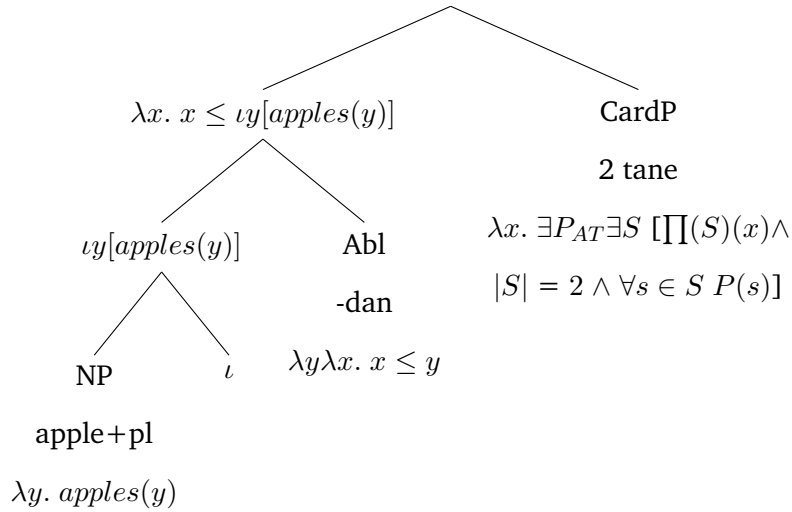 λx. x ≤ ιy[apples(y)]
CardP
2 tane
λx. ∃P_AT∃S [∏(S)(x)∧
|S| = 2 ∧ ∀s ∈ S P(s)]
ιy[apples(y)]
Abl
-dan
λyλx. x ≤ y
NP
ι
apple+pl
λy. apples(y)